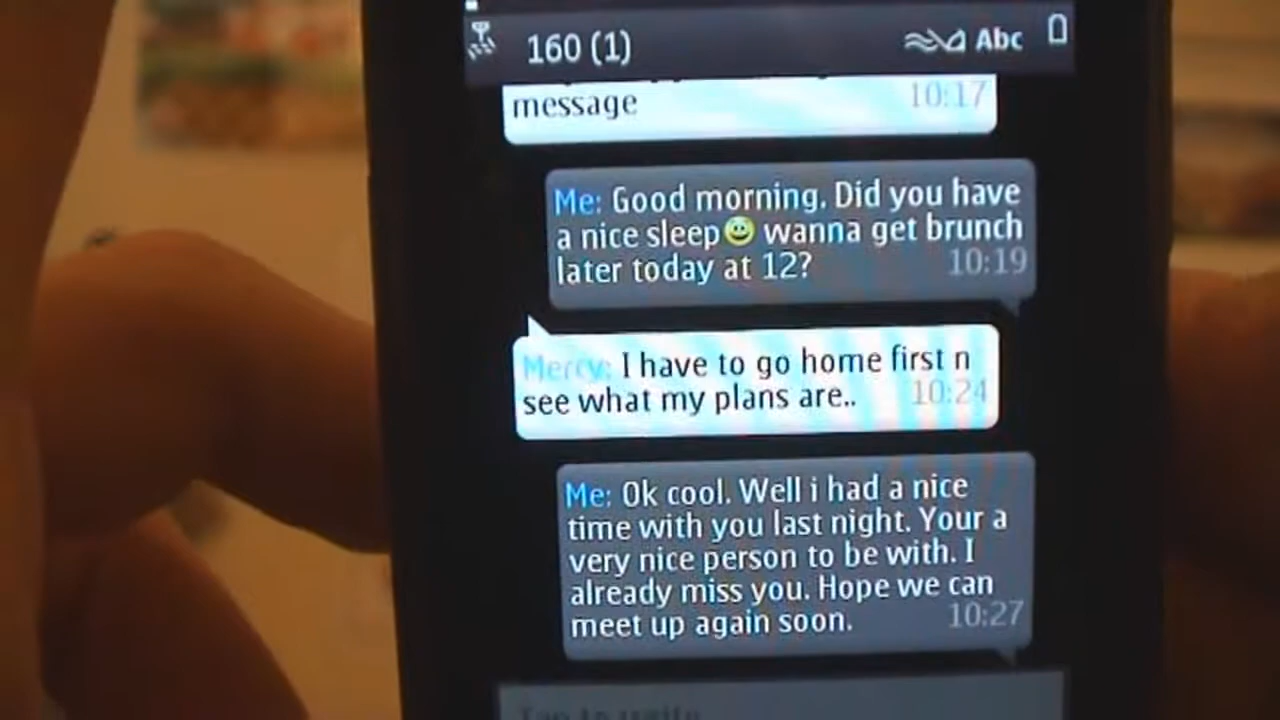 160 (1)
Abc
message
10:17
Me: Good morning. Did you have
a nice sleep wanna get brunch
later today at 12?
10:19
Mercy: I have to go home first n
see what my plans are..
10:24
Me: Ok cool. Well i had a nice
time with you last night. Your a
very nice person to be with. I
already miss you. Hope we can
meet up again soon.
10:27